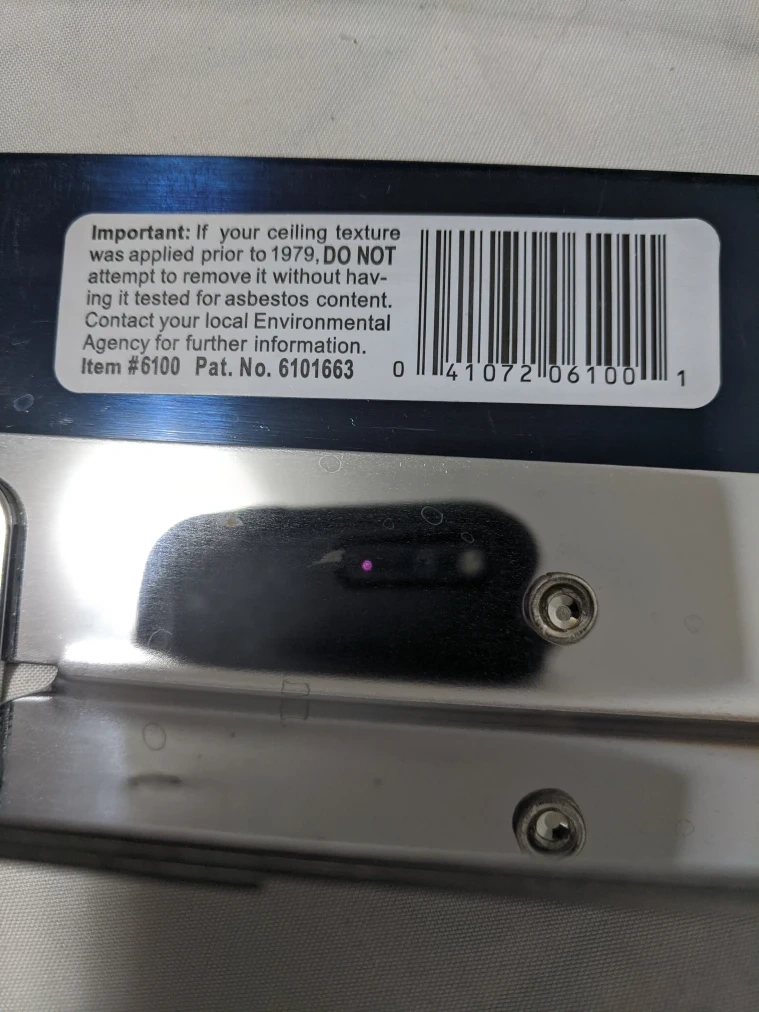 Important: If your ceiling texture
was applied prior to 1979, DO NOT
attempt to remove it without hav-
ing it tested for asbestos content.
Contact your local Environmental
Agency for further information.
Item #6100 Pat. No. 6101663
0 41072 06100 1